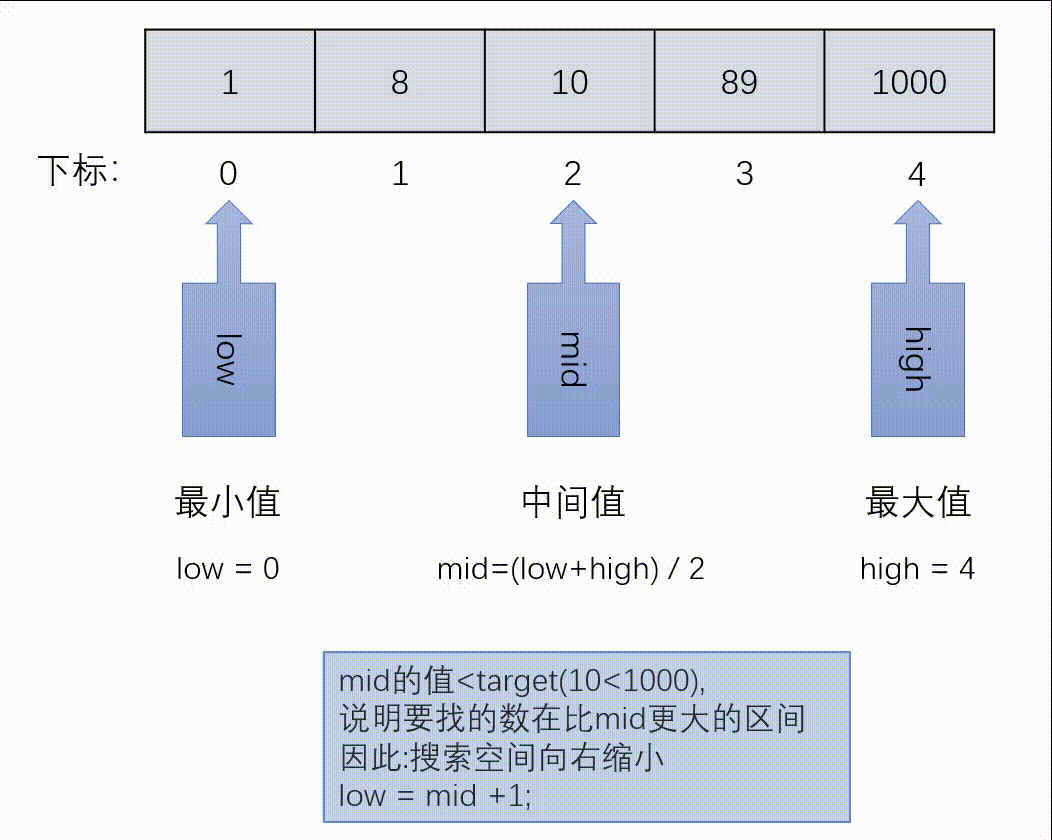 1 8 10 89 1000
下标: 0 1 2 3 4
low mid high
最小值 中间值 最大值
low = 0 mid=(low+high) / 2 high = 4
mid的值<target(10<1000),
说明要找的数在比mid更大的区间
因此:搜索空间向右缩小
low = mid +1;